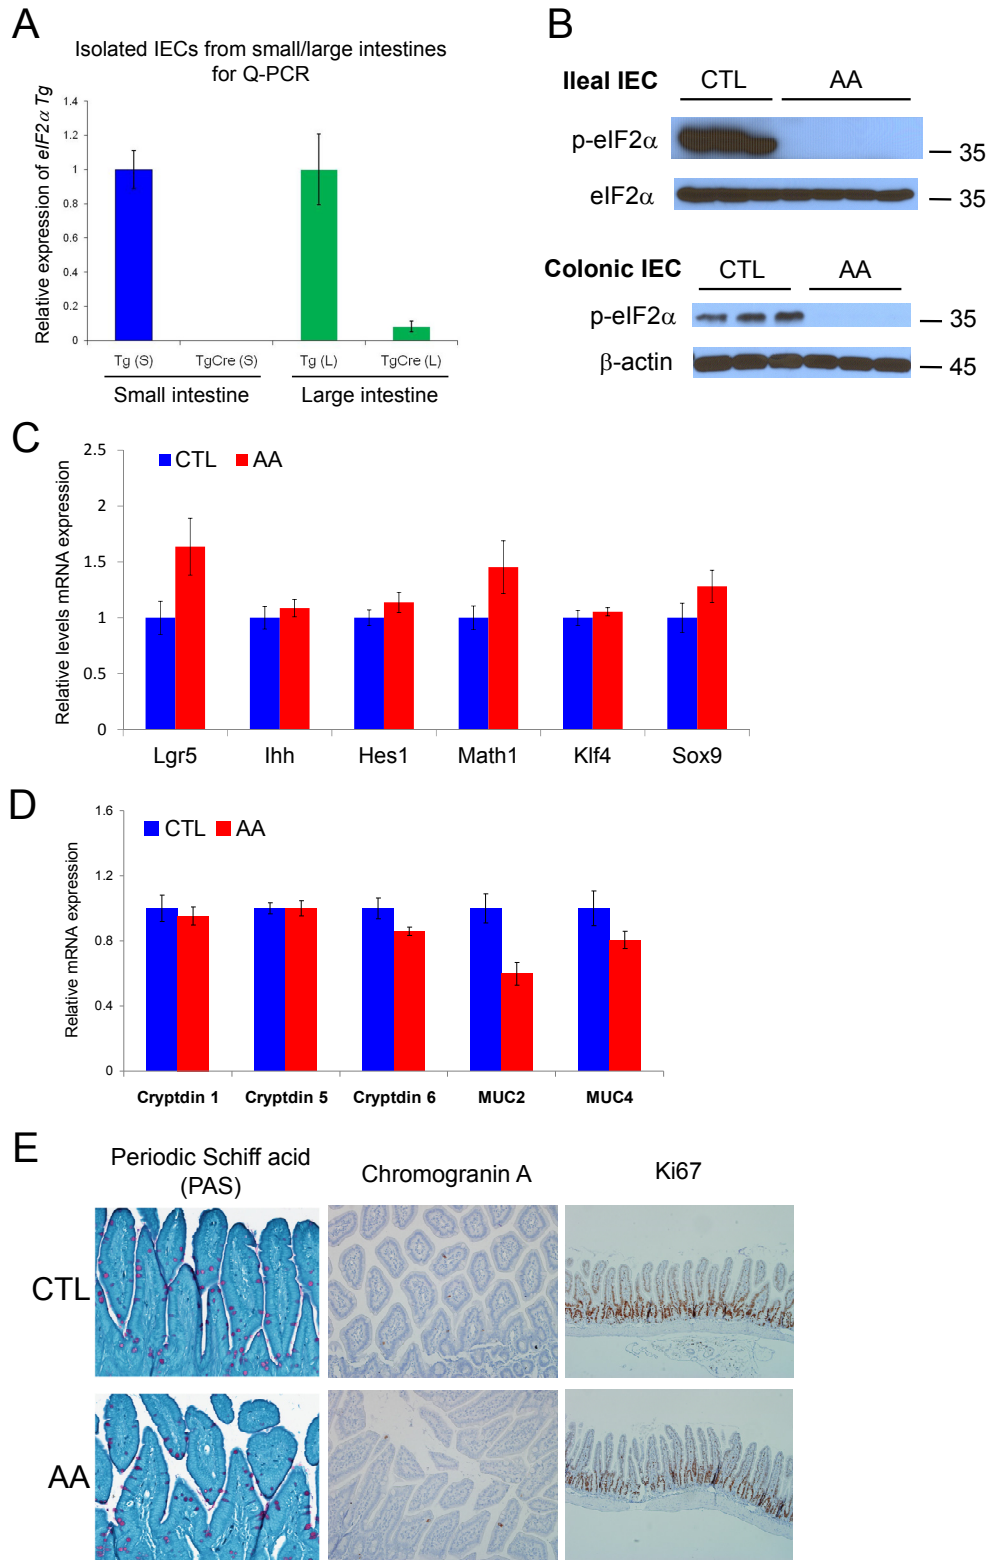 A
Isolated IECs from small/large intestines
for Q-PCR
Relative expression of eIF2α Tg
1.4
1.2
1
0.8
0.6
0.4
0.2
0
Tg (S)
TgCre (S)
Tg (L)
TgCre (L)
Small intestine
Large intestine
B
Ileal IEC
CTL
AA
p-eIF2α
35
eIF2α
35
Colonic IEC
CTL
AA
p-eIF2α
35
β-actin
45
C
Relative levels mRNA expression
2.5
2
1.5
1
0.5
0
CTL
AA
Lgr5
Ihh
Hes1
Math1
Klf4
Sox9
D
Relative mRNA expression
1.6
1.2
0.8
0.4
0
CTL
AA
Cryptdin 1
Cryptdin 5
Cryptdin 6
MUC2
MUC4
E
Periodic Schiff acid
(PAS)
Chromogranin A
Ki67
CTL
AA